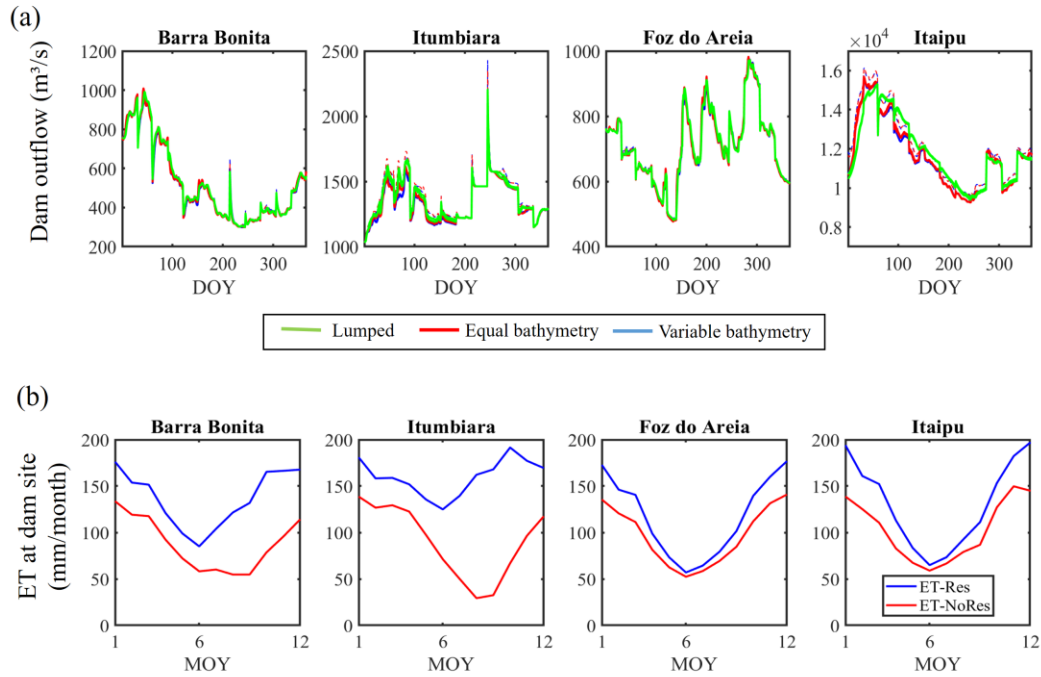 (a)
Barra Bonita
Itumbiara
Foz do Areia
Itaipu
Dam outflow (m³/s)
1200
1000
800
600
400
200
100 200 300
DOY
2500
2000
1500
1000
100 200 300
DOY
1000
800
600
400
100 200 300
DOY
×10⁴
1.6
1.4
1.2
1
0.8
100 200 300
DOY
Lumped Equal bathymetry Variable bathymetry
(b)
Barra Bonita
Itumbiara
Foz do Areia
Itaipu
ET at dam site
(mm/month)
200
150
100
50
0
1 6 12
MOY
200
150
100
50
0
1 6 12
MOY
200
150
100
50
0
1 6 12
MOY
200
150
100
50
0
ET-Res
ET-NoRes
1 6 12
MOY